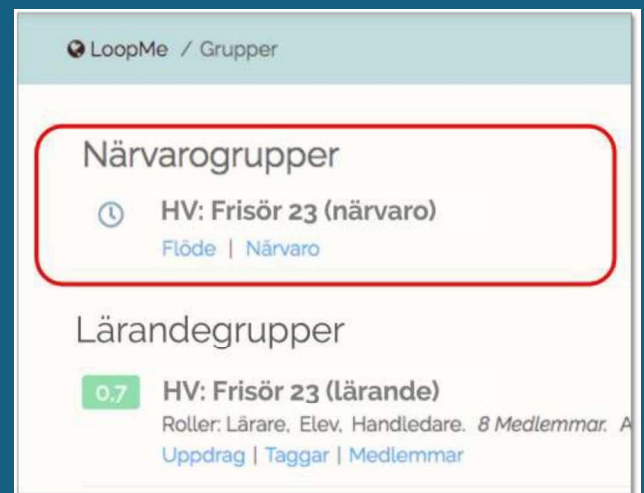 LoopMe / Grupper
Närvarogrupper
HV: Frisör 23 (närvaro)
Flöde | Närvaro
Lärandegrupper
0,7 HV: Frisör 23 (lärande)
Roller: Lärare, Elev, Handledare. 8 Medlemmar. A
Uppdrag | Taggar | Medlemmar